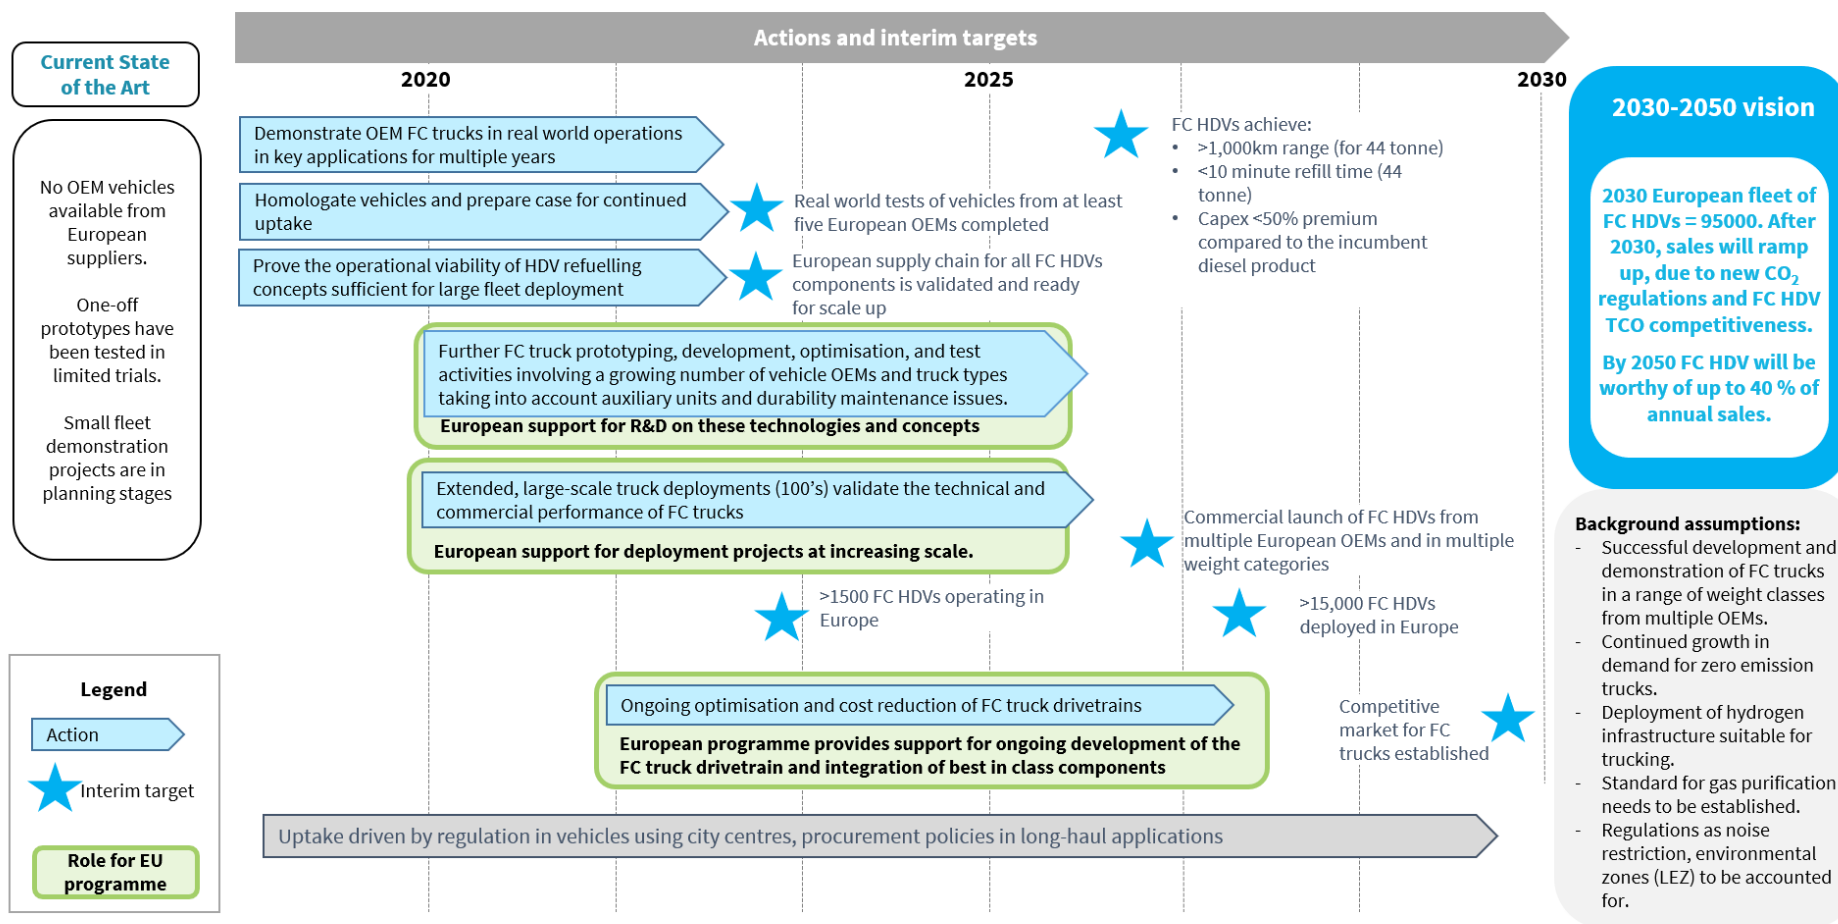 Actions and interim targets
Current State
of the Art
2020
2025
2030
No OEM vehicles
available from
European
suppliers.
One-off
prototypes have
been tested in
limited trials.
Small fleet
demonstration
projects are in
planning stages
Demonstrate OEM FC trucks in real world operations
in key applications for multiple years
Homologate vehicles and prepare case for continued
uptake
Real world tests of vehicles from at least
five European OEMs completed
Prove the operational viability of HDV refuelling
concepts sufficient for large fleet deployment
European supply chain for all FC HDVs
components is validated and ready
for scale up
FC HDVs achieve:
• >1,000km range (for 44 tonne)
• <10 minute refill time (44
tonne)
• Capex <50% premium
compared to the incumbent
diesel product
Further FC truck prototyping, development, optimisation, and test
activities involving a growing number of vehicle OEMs and truck types
taking into account auxiliary units and durability maintenance issues.
European support for R&D on these technologies and concepts
Extended, large-scale truck deployments (100's) validate the technical and
commercial performance of FC trucks
European support for deployment projects at increasing scale.
Commercial launch of FC HDVs from
multiple European OEMs and in multiple
weight categories
>1500 FC HDVs operating in
Europe
>15,000 FC HDVs
deployed in Europe
Ongoing optimisation and cost reduction of FC truck drivetrains
European programme provides support for ongoing development of the
FC truck drivetrain and integration of best in class components
Competitive
market for FC
trucks established
Uptake driven by regulation in vehicles using city centres, procurement policies in long-haul applications
Legend
Action
Interim target
Role for EU
programme
2030-2050 vision
2030 European fleet of
FC HDVs = 95000. After
2030, sales will ramp
up, due to new CO₂
regulations and FC HDV
TCO competitiveness.
By 2050 FC HDV will be
worthy of up to 40 % of
annual sales.
Background assumptions:
- Successful development and
demonstration of FC trucks
in a range of weight classes
from multiple OEMs.
- Continued growth in
demand for zero emission
trucks.
- Deployment of hydrogen
infrastructure suitable for
trucking.
- Standard for gas purification
needs to be established.
- Regulations as noise
restriction, environmental
zones (LEZ) to be accounted
for.